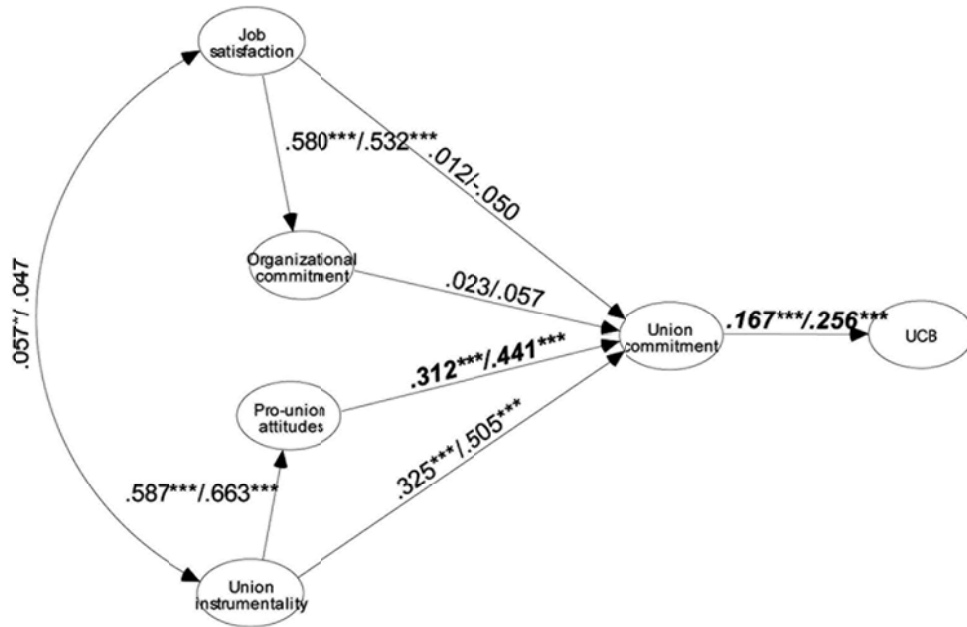 Job
satisfaction
.580***/.532***
.012/-.050
Organizational
commitment
.057*/ .047
.023/.057
Union
commitment
.167***/.256***
UCB
.312***/.441***
Pro-union
attitudes
.325***/.505***
.587***/.663***
Union
instrumentality